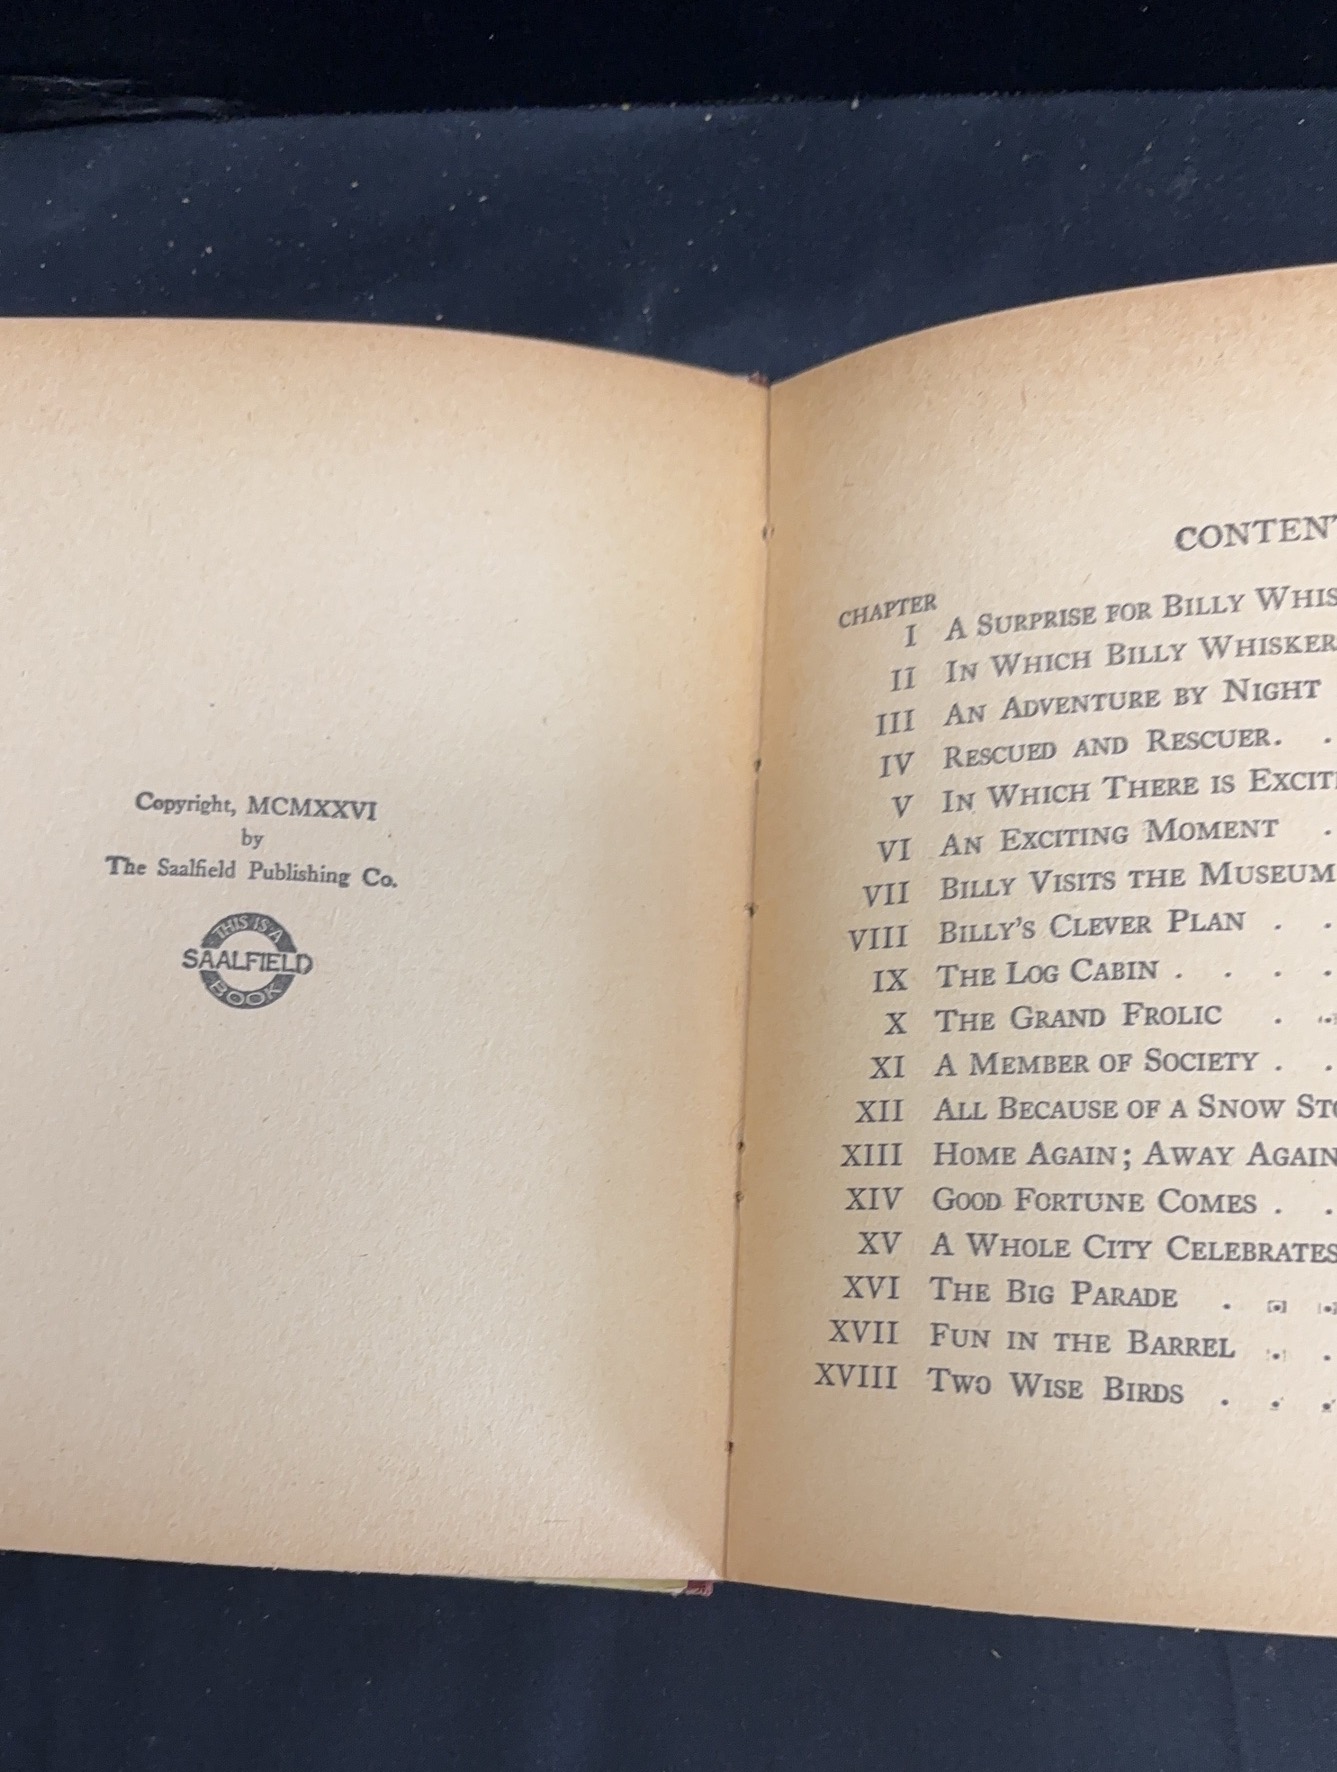 Copyright, MCMXXVI
by
The Saalfield Publishing Co.
THIS IS A
SAALFIELD
BOOK
CONTENT
CHAPTER
I A SURPRISE FOR BILLY WHIS
II IN WHICH BILLY WHISKER
III AN ADVENTURE BY NIGHT
IV RESCUED AND RESCUER. .
V IN WHICH THERE IS EXCITE
VI AN EXCITING MOMENT .
VII BILLY VISITS THE MUSEUM
VIII BILLY'S CLEVER PLAN . .
IX THE LOG CABIN . . . .
X THE GRAND FROLIC . .
XI A MEMBER OF SOCIETY . .
XII ALL BECAUSE OF A SNOW STO
XIII HOME AGAIN; AWAY AGAIN
XIV GOOD FORTUNE COMES . .
XV A WHOLE CITY CELEBRATES
XVI THE BIG PARADE . . .
XVII FUN IN THE BARREL . .
XVIII TWO WISE BIRDS . . .